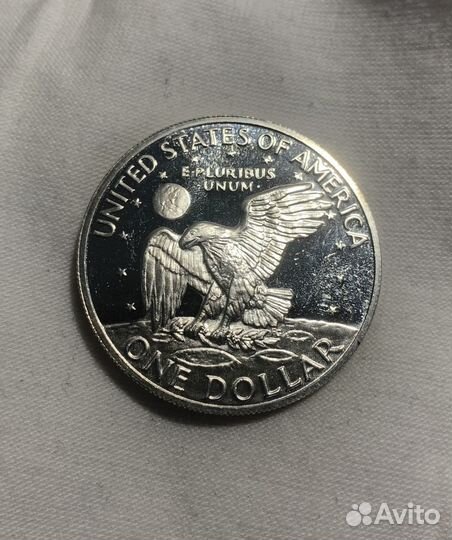 UNITED STATES OF AMERICA
E·PLURIBUS
UNUM·
ONE DOLLAR
Avito